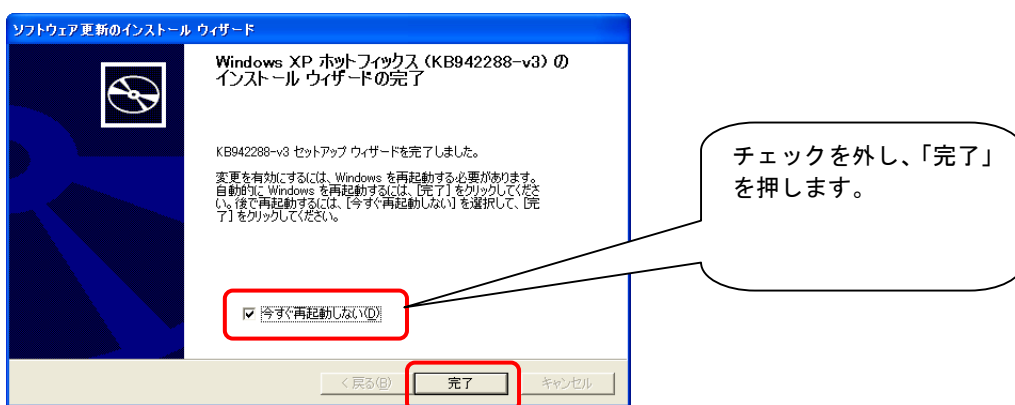 ソフトウェア更新のインストール ウィザード
Windows XP ホットフィックス (KB942288-v3) の
インストール ウィザードの完了
KB942288-v3 セットアップ ウィザードを完了しました。
変更を有効にするには、Windows を再起動する必要があります。
自動的に Windows を再起動するには、[完了] をクリックしてくださ
い。後で再起動するには、[今すぐ再起動しない] を選択して、[完
了] をクリックしてください。
今すぐ再起動しない(D)
< 戻る(B)
完了
キャンセル
チェックを外し、「完了」
を押します。